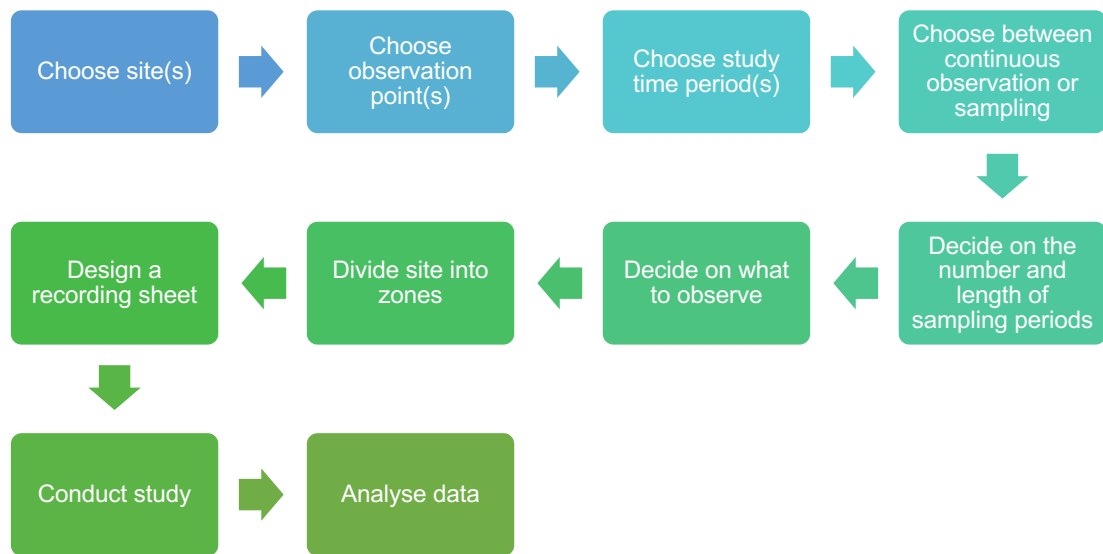 Choose site(s)
Choose
observation
point(s)
Choose study
time period(s)
Choose between
continuous
observation or
sampling
Decide on the
number and
length of
sampling periods
Decide on what
to observe
Divide site into
zones
Design a
recording sheet
Conduct study
Analyse data